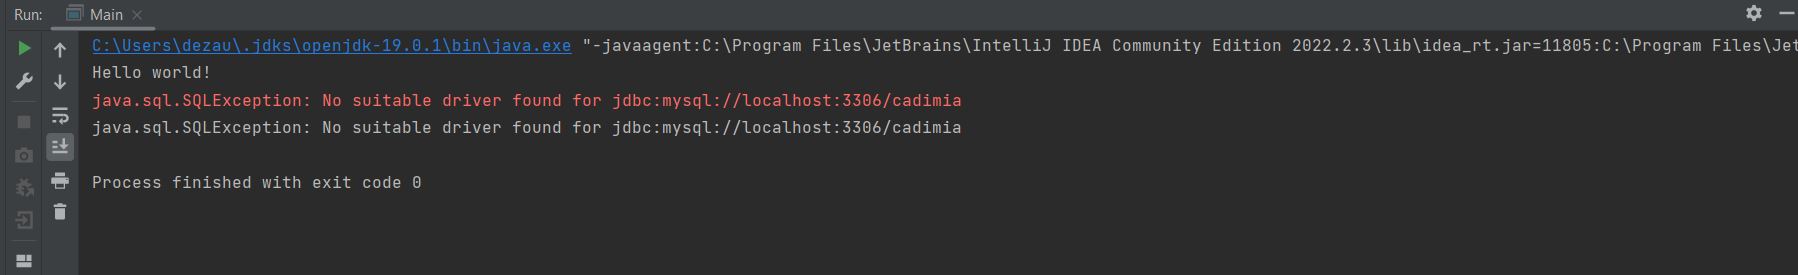 Run: Main
C:\Users\dezau\.jdks\openjdk-19.0.1\bin\java.exe "-javaagent:C:\Program Files\JetBrains\IntelliJ IDEA Community Edition 2022.2.3\lib\idea_rt.jar=11805:C:\Program Files\Jet
Hello world!
java.sql.SQLException: No suitable driver found for jdbc:mysql://localhost:3306/cadimia
java.sql.SQLException: No suitable driver found for jdbc:mysql://localhost:3306/cadimia
Process finished with exit code 0